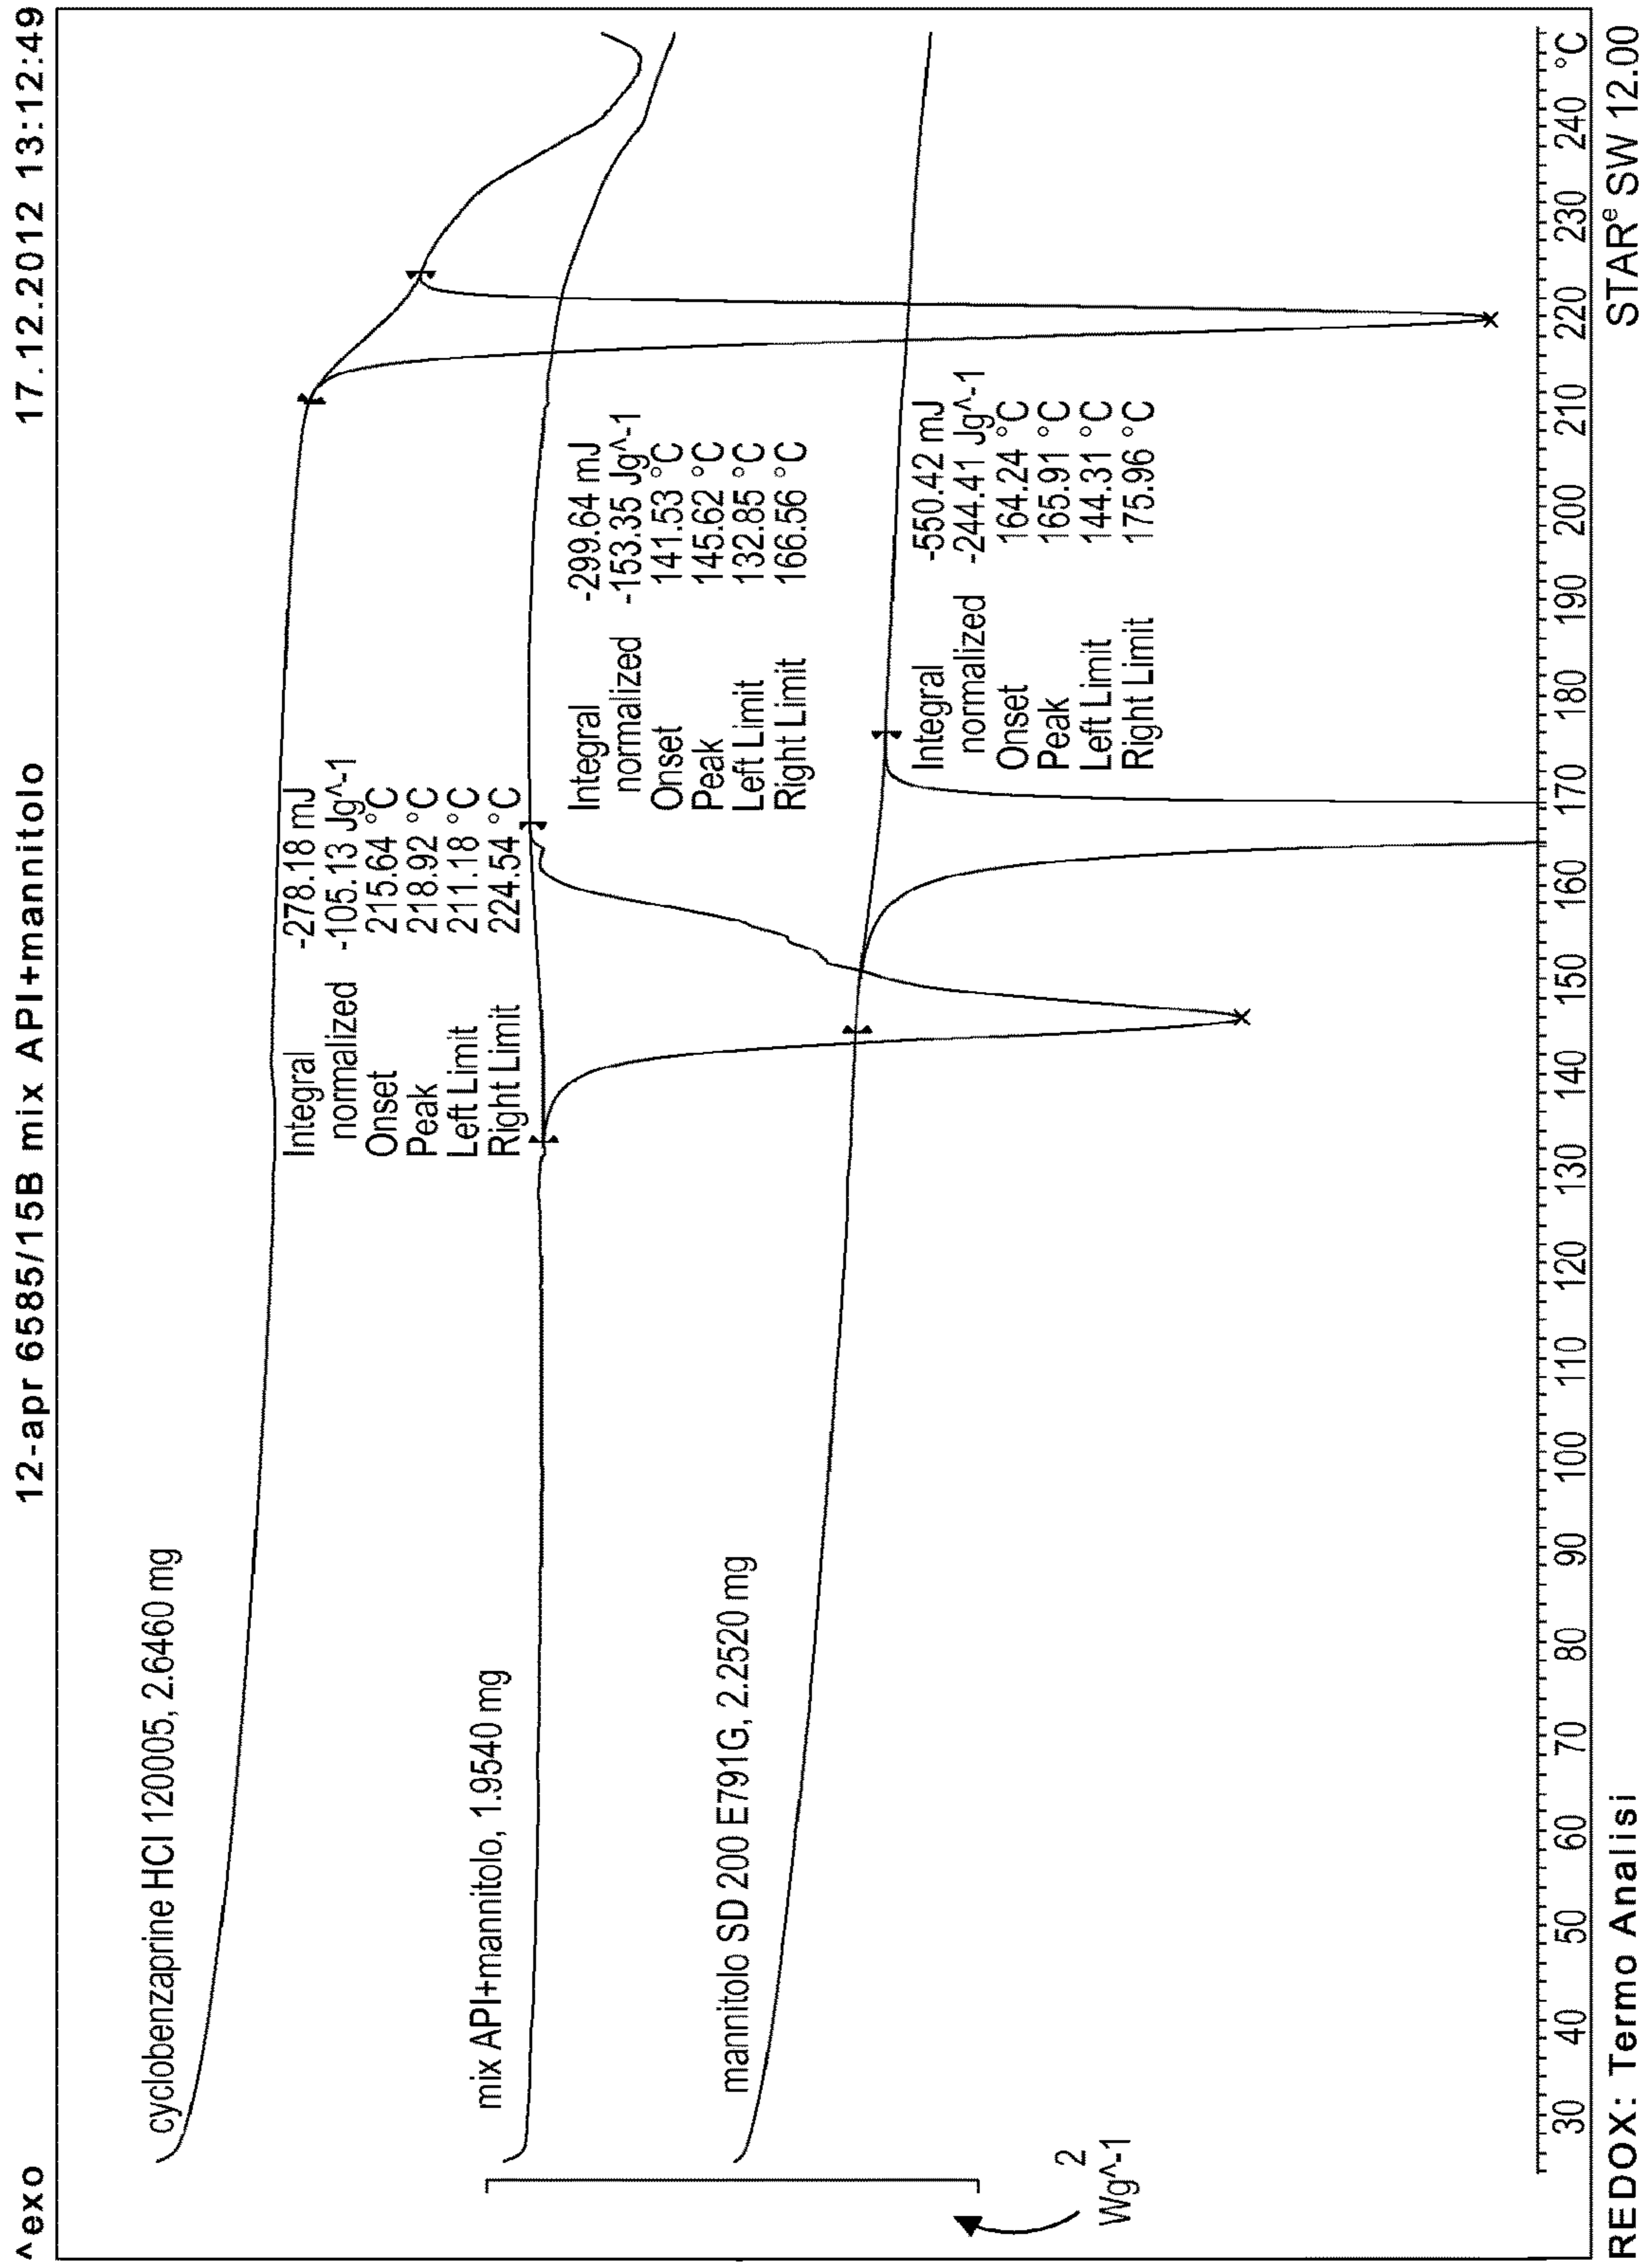 ^exo
12-apr 6585/15B mix API+mannitolo
17.12.2012 13:12:49
cyclobenzaprine HCl 120005, 2.6460 mg
Integral -278.18 mJ
normalized -105.13 Jg^-1
Onset 215.64 °C
Peak 218.92 °C
Left Limit 211.18 °C
Right Limit 224.54 °C
mix API+mannitolo, 1.9540 mg
Integral -299.64 mJ
normalized -153.35 Jg^-1
Onset 141.53 °C
Peak 145.62 °C
Left Limit 132.85 °C
Right Limit 166.56 °C
mannitolo SD 200 E791G, 2.2520 mg
Integral -550.42 mJ
normalized -244.41 Jg^-1
Onset 164.24 °C
Peak 165.91 °C
Left Limit 144.31 °C
Right Limit 175.96 °C
2
Wg^-1
30 40 50 60 70 80 90 100 110 120 130 140 150 160 170 180 190 200 210 220 230 240 °C
REDOX: Termo Analisi
STARe SW 12.00